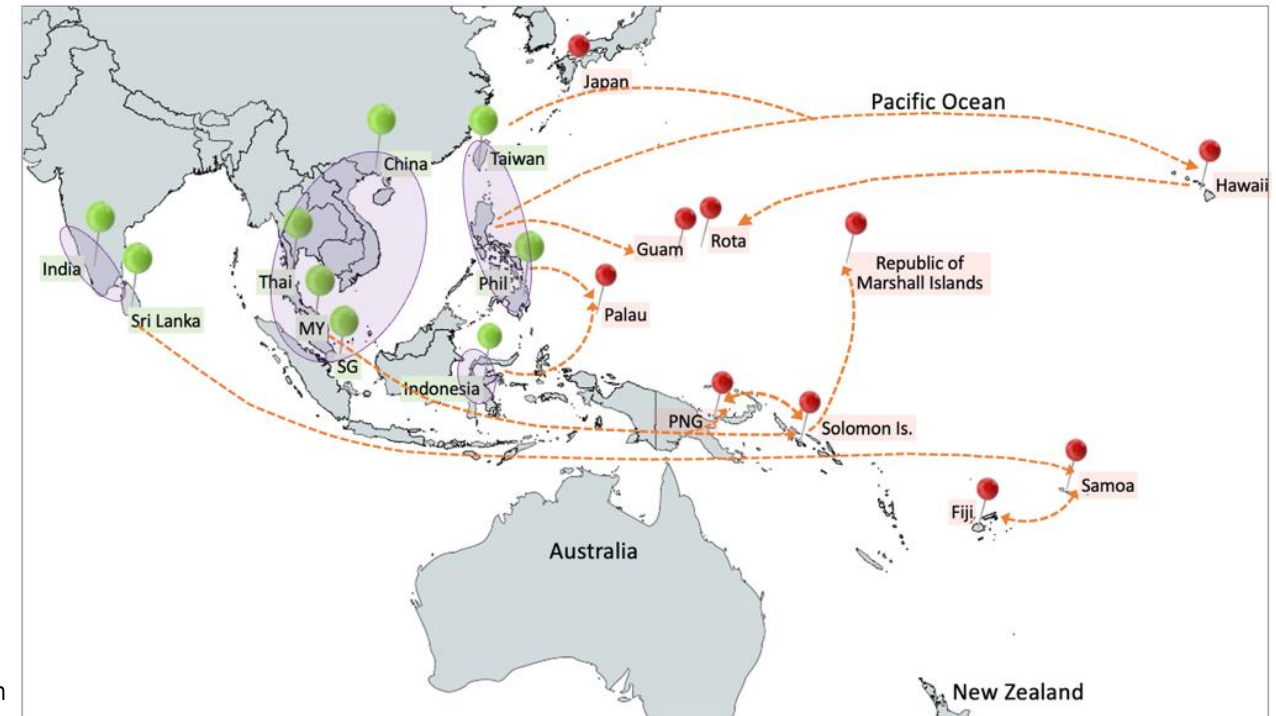 Japan
Pacific Ocean
China
Taiwan
Hawaii
India
Sri Lanka
Thai
MY
SG
Phil
Guam
Rota
Republic of
Marshall Islands
Palau
Indonesia
PNG
Solomon Is.
Samoa
Fiji
Australia
New Zealand